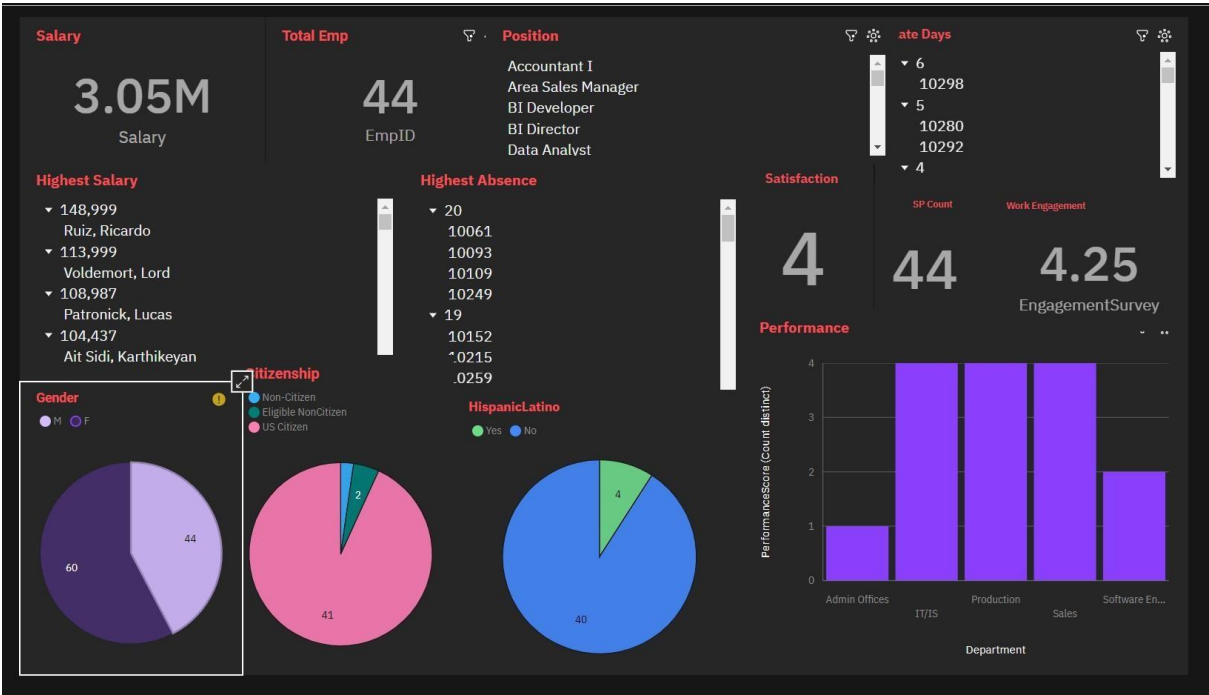 Salary
3.05M
Salary
Total Emp
44
EmpID
Position
Accountant I
Area Sales Manager
BI Developer
BI Director
Data Analyst
ate Days
6
10298
5
10280
10292
4
Highest Salary
148,999
Ruiz, Ricardo
113,999
Voldemort, Lord
108,987
Patronick, Lucas
104,437
Ait Sidi, Karthikeyan
Highest Absence
20
10061
10093
10109
10249
19
10152
0215
0259
Satisfaction
4
SP Count
44
Work Engagement
4.25
EngagementSurvey
Gender
M F
44
60
Citizenship
Non-Citizen
Eligible NonCitizen
US Citizen
2
41
HispanicLatino
Yes No
4
40
Performance
PerformanceScore (Count distinct)
4
3
2
1
0
Admin Offices
IT/IS
Production
Sales
Software En...
Department